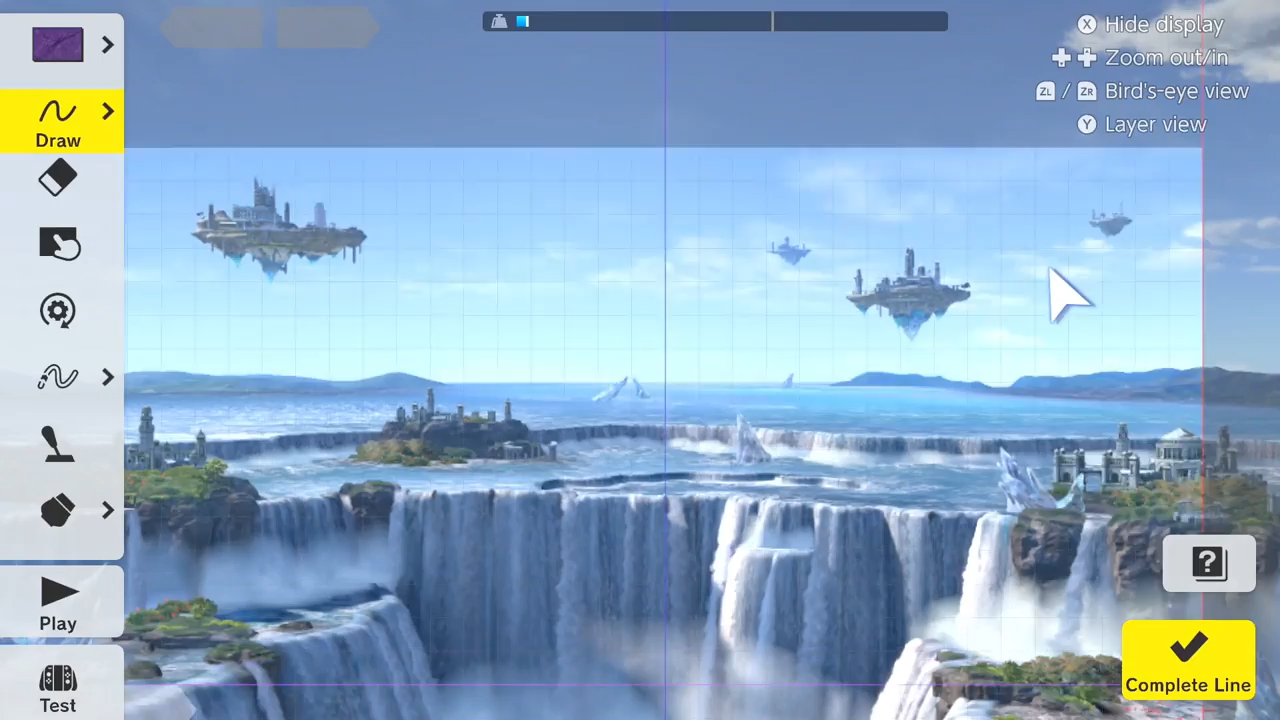 Hide display
Zoom out/in
ZL / ZR Bird's-eye view
Y Layer view
X
Draw
Play
Test
?
Complete Line